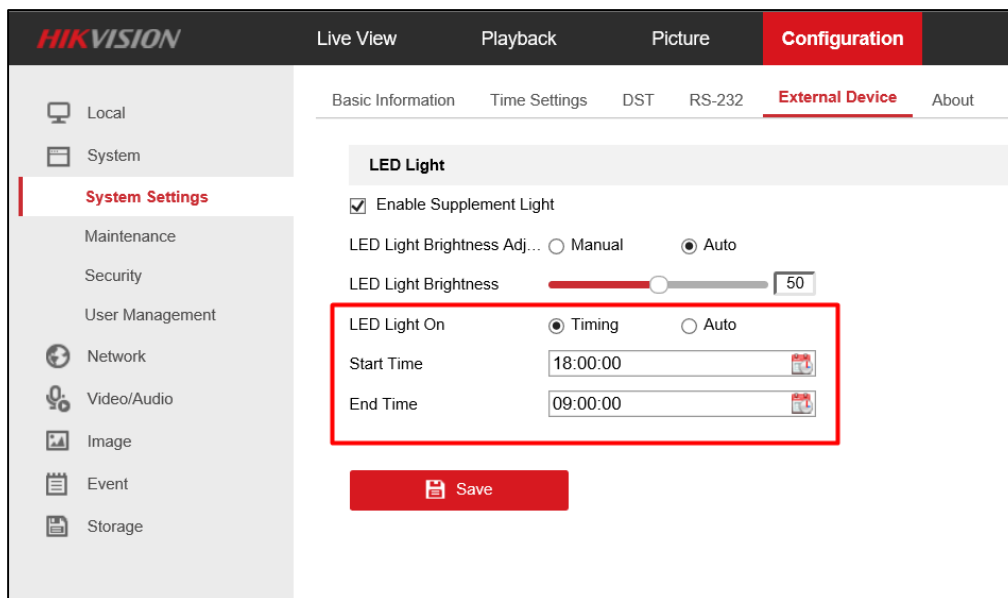 HIKVISION Live View Playback Picture Configuration
Basic Information Time Settings DST RS-232 External Device About
Local
System
System Settings
Maintenance
Security
User Management
Network
Video/Audio
Image
Event
Storage
LED Light
Enable Supplement Light
LED Light Brightness Adj... Manual Auto
LED Light Brightness 50
LED Light On Timing Auto
Start Time 18:00:00
End Time 09:00:00
Save